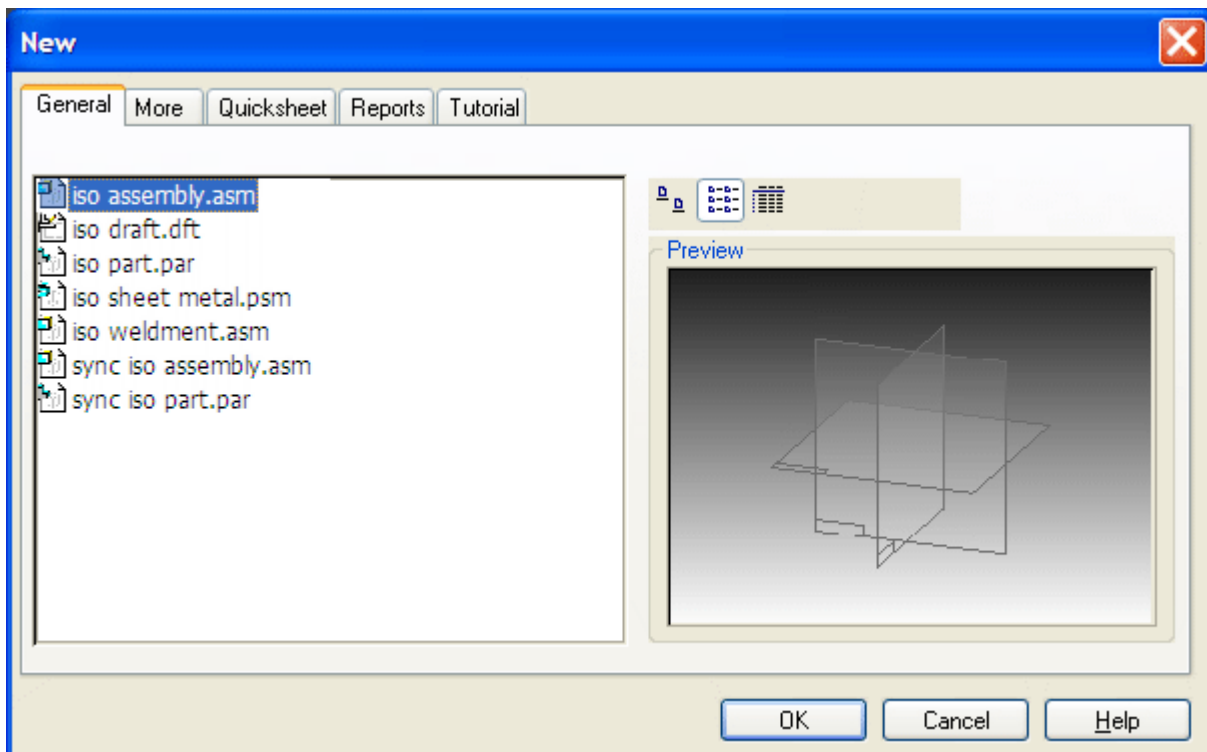 New
General More Quicksheet Reports Tutorial
iso assembly.asm
iso draft.dft
iso part.par
iso sheet metal.psm
iso weldment.asm
sync iso assembly.asm
sync iso part.par
Preview
OK Cancel Help